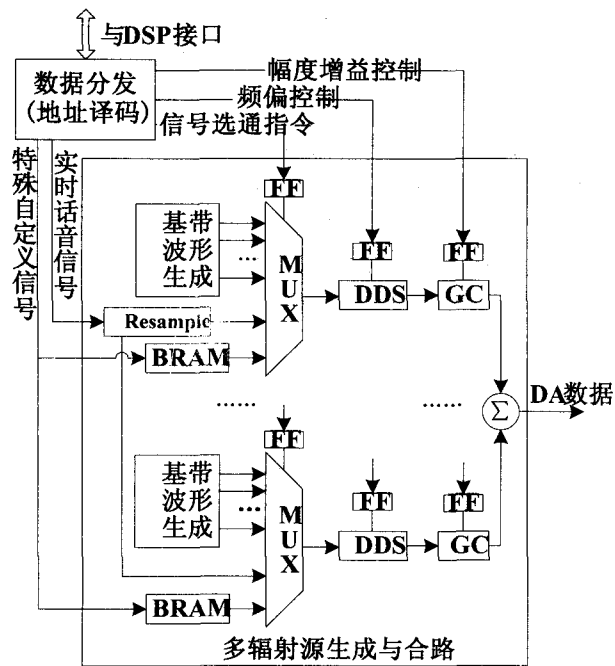 与DSP接口
数据分发
(地址译码)
幅度增益控制
频偏控制
信号选通指令
特殊自定义信号
实时话音信号
FF
基带
波形
生成
...
MUX
FF
FF
DDS
GC
Resampic
BRAM
......
......
DA数据
Σ
FF
基带
波形
生成
...
MUX
FF
FF
DDS
GC
BRAM
多辐射源生成与合路